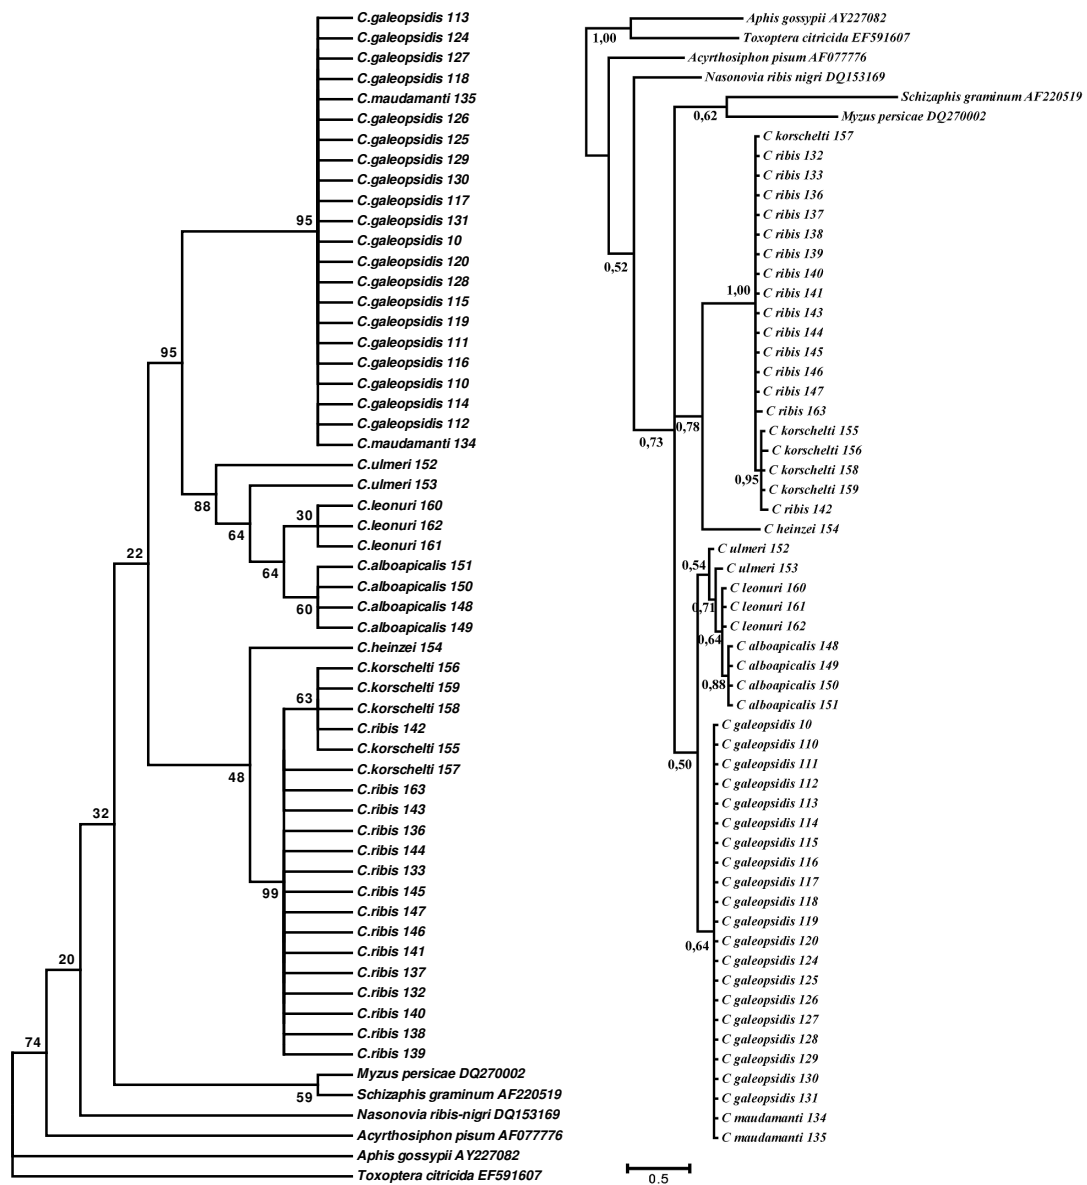 C.galeopsidis 113
C.galeopsidis 124
C.galeopsidis 127
C.galeopsidis 118
C.maudamanti 135
C.galeopsidis 126
C.galeopsidis 125
C.galeopsidis 129
C.galeopsidis 130
C.galeopsidis 117
C.galeopsidis 131
95
C.galeopsidis 10
C.galeopsidis 120
C.galeopsidis 128
C.galeopsidis 115
C.galeopsidis 119
C.galeopsidis 111
95
C.galeopsidis 116
C.galeopsidis 110
C.galeopsidis 114
C.galeopsidis 112
C.maudamanti 134
C.ulmeri 152
C.ulmeri 153
88
C.leonuri 160
30
C.leonuri 162
64
C.leonuri 161
22
C.alboapicalis 151
64
C.alboapicalis 150
C.alboapicalis 148
60
C.alboapicalis 149
C.heinzei 154
C.korschelti 156
C.korschelti 159
63
C.korschelti 158
C.ribis 142
C.korschelti 155
C.korschelti 157
48
C.ribis 163
C.ribis 143
32
C.ribis 136
C.ribis 144
C.ribis 133
C.ribis 145
99
C.ribis 147
C.ribis 146
C.ribis 141
20
C.ribis 137
C.ribis 132
C.ribis 140
C.ribis 138
74
C.ribis 139
Myzus persicae DQ270002
Schizaphis graminum AF220519
59
Nasonovia ribis-nigri DQ153169
Acyrthosiphon pisum AF077776
Aphis gossypii AY227082
Toxoptera citricida EF591607
Aphis gossypii AY227082
1,00
Toxoptera citricida EF591607
Acyrthosiphon pisum AF077776
Nasonovia ribis nigri DQ153169
Schizaphis graminum AF220519
0,62
Myzus persicae DQ270002
C korschelti 157
C ribis 132
C ribis 133
C ribis 136
C ribis 137
C ribis 138
C ribis 139
0,52
C ribis 140
1,00
C ribis 141
C ribis 143
C ribis 144
C ribis 145
C ribis 146
C ribis 147
C ribis 163
0,78
C korschelti 155
0,73
C korschelti 156
C korschelti 158
0,95
C korschelti 159
C ribis 142
C heinzei 154
C ulmeri 152
0,54
C ulmeri 153
C leonuri 160
0,71
C leonuri 161
C leonuri 162
0,64
C alboapicalis 148
C alboapicalis 149
0,88
C alboapicalis 150
C alboapicalis 151
C galeopsidis 10
C galeopsidis 110
0,50
C galeopsidis 111
C galeopsidis 112
C galeopsidis 113
C galeopsidis 114
C galeopsidis 115
C galeopsidis 116
C galeopsidis 117
C galeopsidis 118
C galeopsidis 119
0,64
C galeopsidis 120
C galeopsidis 124
C galeopsidis 125
C galeopsidis 126
C galeopsidis 127
C galeopsidis 128
C galeopsidis 129
C galeopsidis 130
C galeopsidis 131
C maudamanti 134
C maudamanti 135
0.5